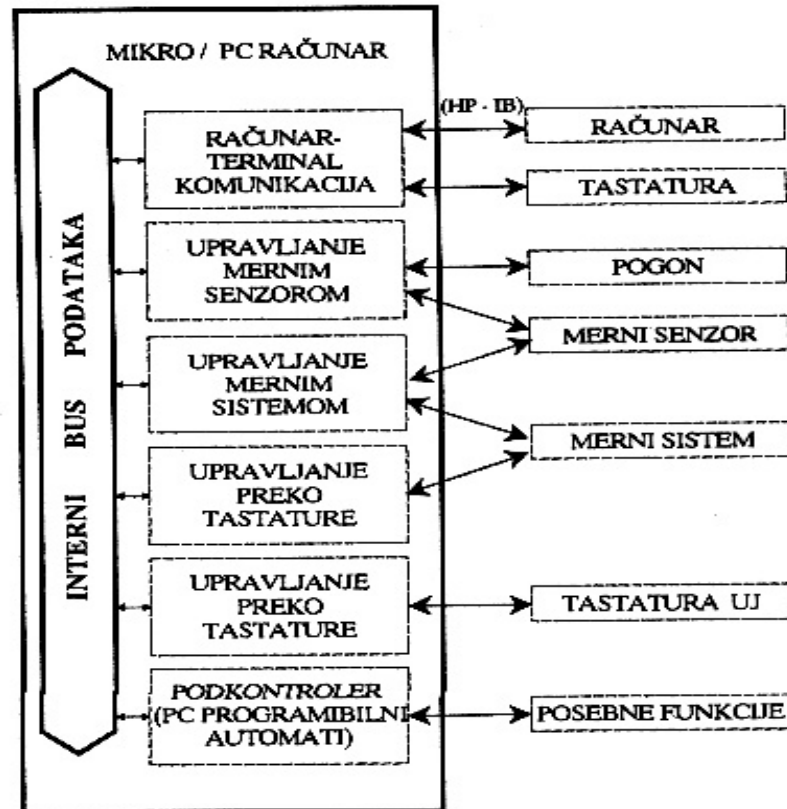 MIKRO / PC RAČUNAR
INTERNI BUS PODATAKA
RAČUNAR-
TERMINAL
KOMUNIKACIJA
(HP - IB)
RAČUNAR
TASTATURA
UPRAVLJANJE
MERNIM
SENZOROM
POGON
MERNI SENZOR
UPRAVLJANJE
MERNIM
SISTEMOM
MERNI SISTEM
UPRAVLJANJE
PREKO
TASTATURE
UPRAVLJANJE
PREKO
TASTATURE
TASTATURA UJ
PODKONTROLER
(PC PROGRAMIBILNI
AUTOMATI)
POSEBNE FUNKCIJE